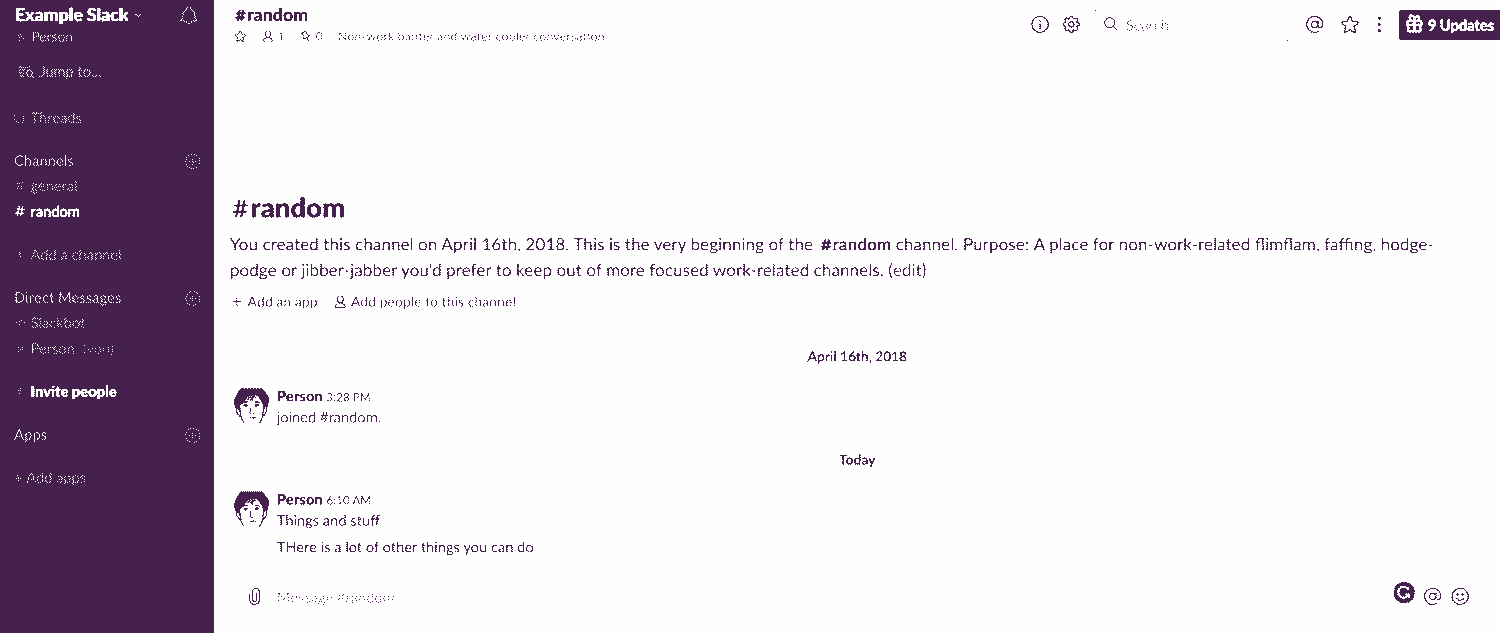 Example Slack
Person
Jump to...
Threads
Channels
# general
# random
+ Add a channel
Direct Messages
Slackbot
Person (you)
+ Invite people
Apps
+ Add apps
#random
1 0 Non-work banter and water cooler conversation
Search
9 Updates
#random
You created this channel on April 16th, 2018. This is the very beginning of the #random channel. Purpose: A place for non-work-related flimflam, faffing, hodge-
podge or jibber-jabber you'd prefer to keep out of more focused work-related channels. (edit)
+ Add an app Add people to this channel
April 16th, 2018
Person 3:28 PM
joined #random.
Today
Person 6:10 AM
Things and stuff
THere is a lot of other things you can do
Message #random